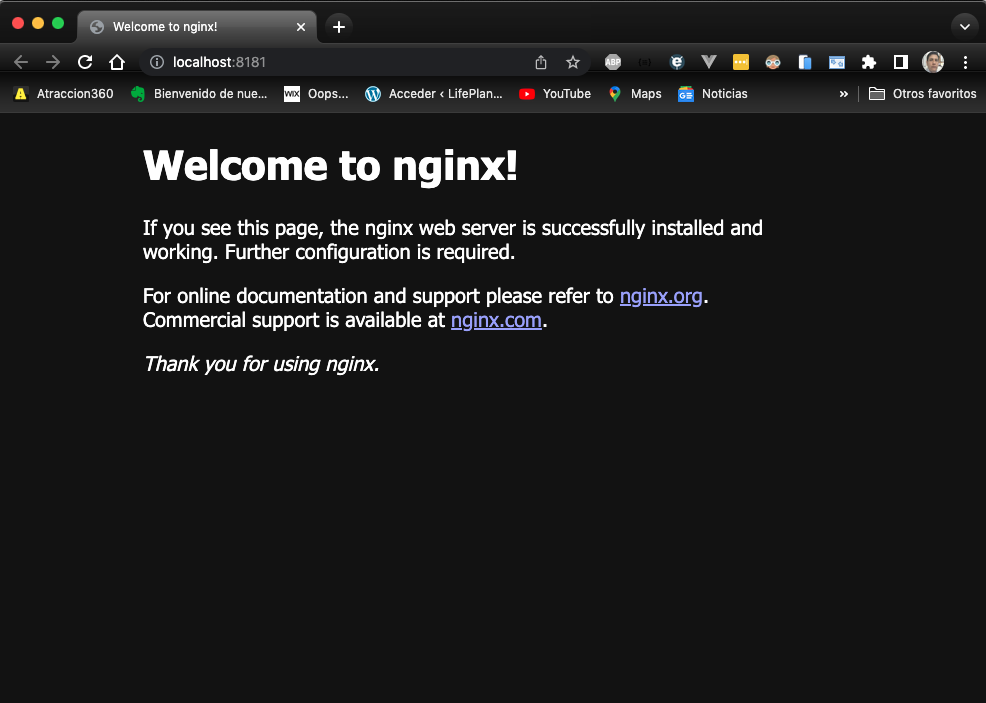 Welcome to nginx!
localhost:8181
ABP
Atraccion360
Bienvenido de nue...
WIX
Oops...
Acceder ‹ LifePlan...
YouTube
Maps
GE
Noticias
»
Otros favoritos
Welcome to nginx!
If you see this page, the nginx web server is successfully installed and
working. Further configuration is required.
For online documentation and support please refer to nginx.org.
Commercial support is available at nginx.com.
Thank you for using nginx.